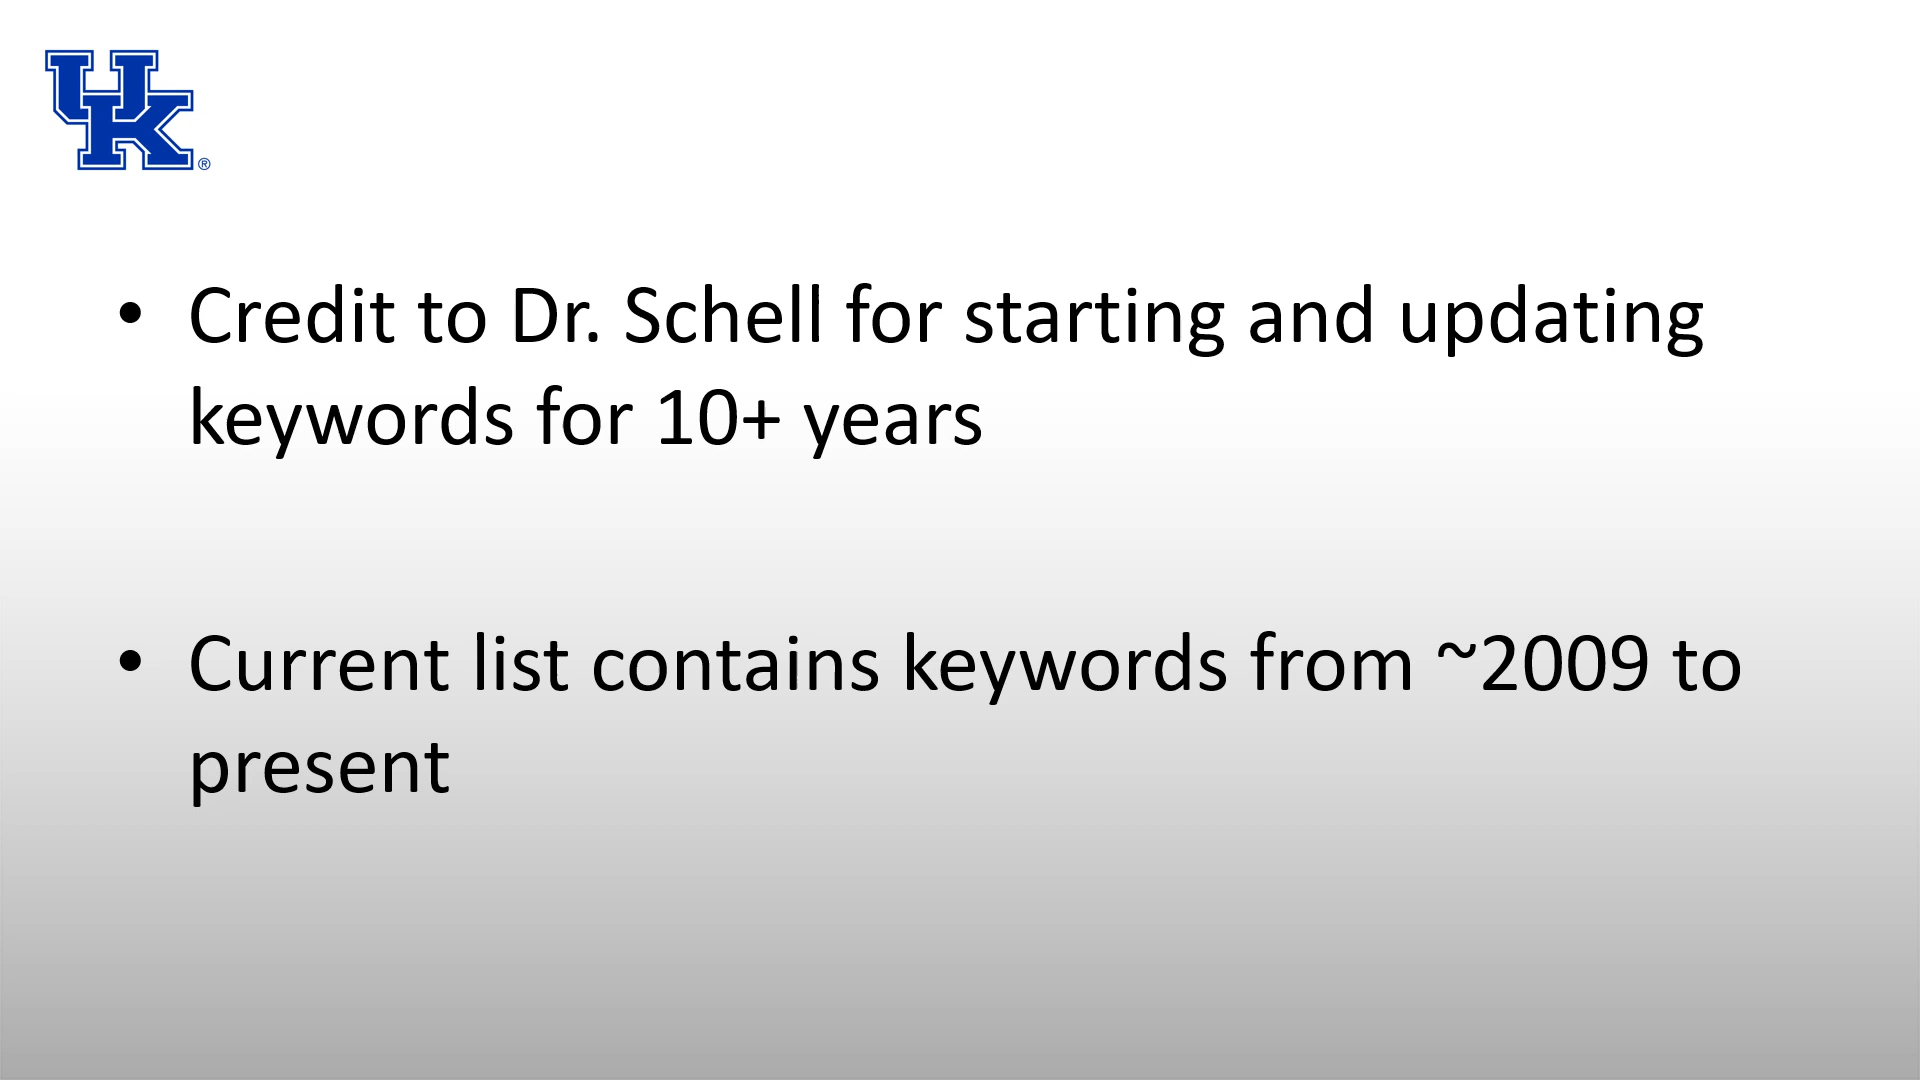 UK®
• Credit to Dr. Schell for starting and updating
keywords for 10+ years
• Current list contains keywords from ~2009 to
present